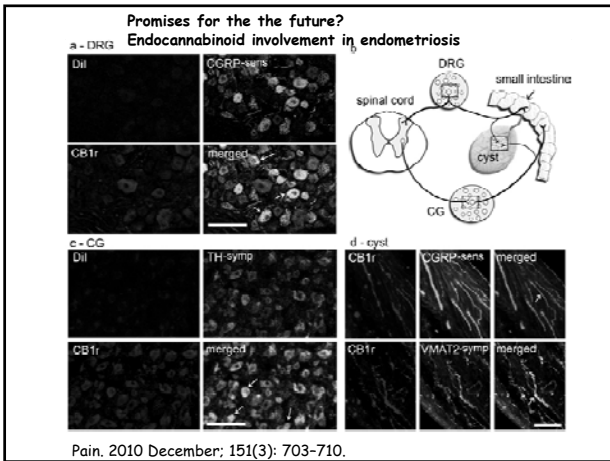 Promises for the the future?
Endocannabinoid involvement in endometriosis
a - DRG
DiI
CGRP-sens
CB1r
merged
b
DRG
small intestine
spinal cord
cyst
CG
c - CG
DiI
TH-symp
CB1r
merged
d - cyst
CB1r
CGRP-sens
merged
CB1r
VMAT2-symp
merged
Pain. 2010 December; 151(3): 703–710.